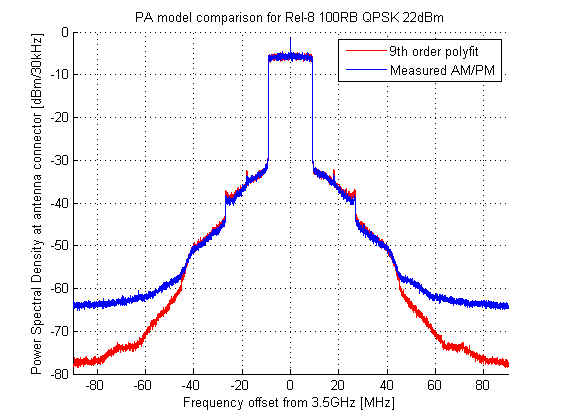 PA model comparison for Rel-8 100RB QPSK 22dBm
9th order polyfit
Measured AM/PM
Power Spectral Density at antenna connector [dBm/30kHz]
0
-10
-20
-30
-40
-50
-60
-70
-80
-80 -60 -40 -20 0 20 40 60 80
Frequency offset from 3.5GHz [MHz]